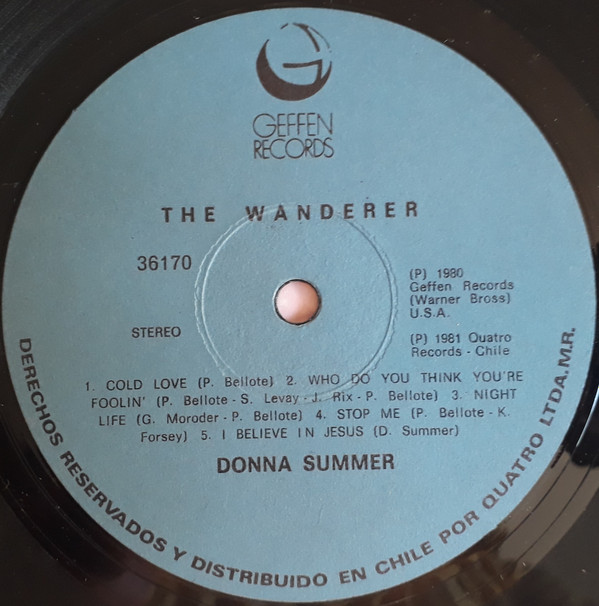 GEFFEN
RECORDS
THE WANDERER
36170
(P) 1980
Geffen Records
(Warner Bross)
U.S.A.
STEREO
(P) 1981 Quatro
Records - Chile
1. COLD LOVE (P. Bellote) 2. WHO DO YOU THINK YOU'RE
FOOLIN' (P. Bellote - S. Levay - J. Rix - P. Bellote) 3. NIGHT
LIFE (G. Moroder - P. Bellote) 4. STOP ME (P. Bellote - K.
Forsey) 5. I BELIEVE IN JESUS (D. Summer)
DONNA SUMMER
DERECHOS RESERVADOS Y DISTRIBUIDO EN CHILE POR QUATRO LTDA.M.R.